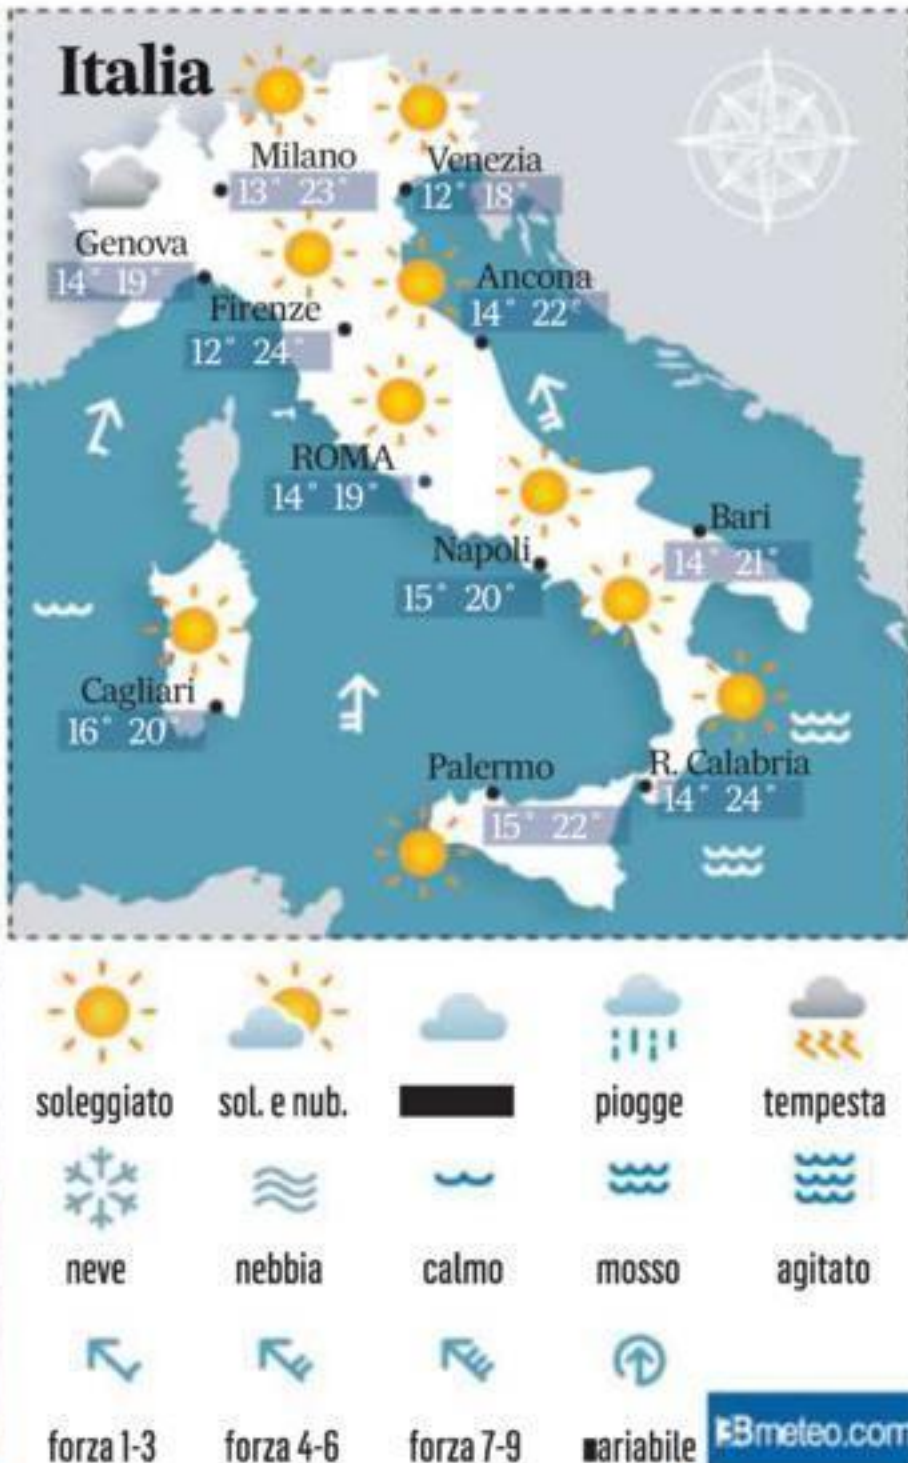 Italia
Milano
13° 23°
Venezia
12° 18°
Genova
14° 19°
Ancona
14° 22°
Firenze
12° 24°
ROMA
14° 19°
Bari
14° 21°
Napoli
15° 20°
Cagliari
16° 20°
Palermo
15° 22°
R. Calabria
14° 24°
soleggiato sol. e nub. piogge tempesta
neve nebbia calmo mosso agitato
forza 1-3 forza 4-6 forza 7-9 ariabile
3Bmeteo.com